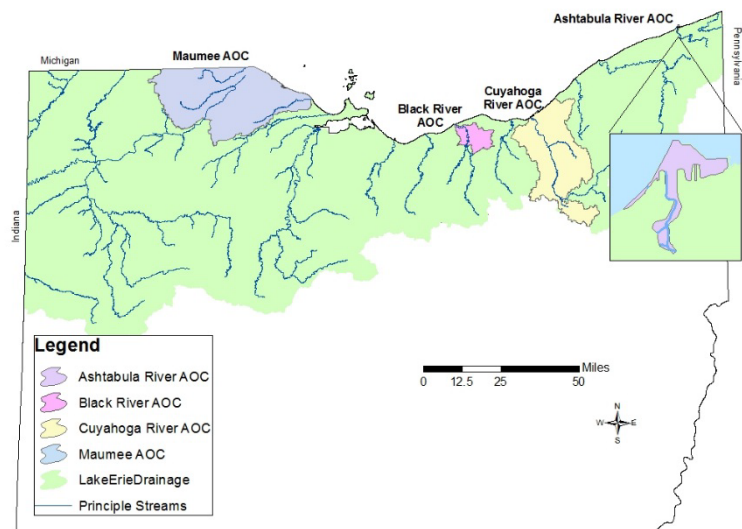 Ashtabula River AOC
Michigan
Maumee AOC
Pennsylvania
Cuyahoga
River AOC
Black River
AOC
Indiana
Legend
Ashtabula River AOC
Black River AOC
Cuyahoga River AOC
Maumee AOC
LakeErieDrainage
Principle Streams
Miles
0 12.5 25 50
N
W E
S